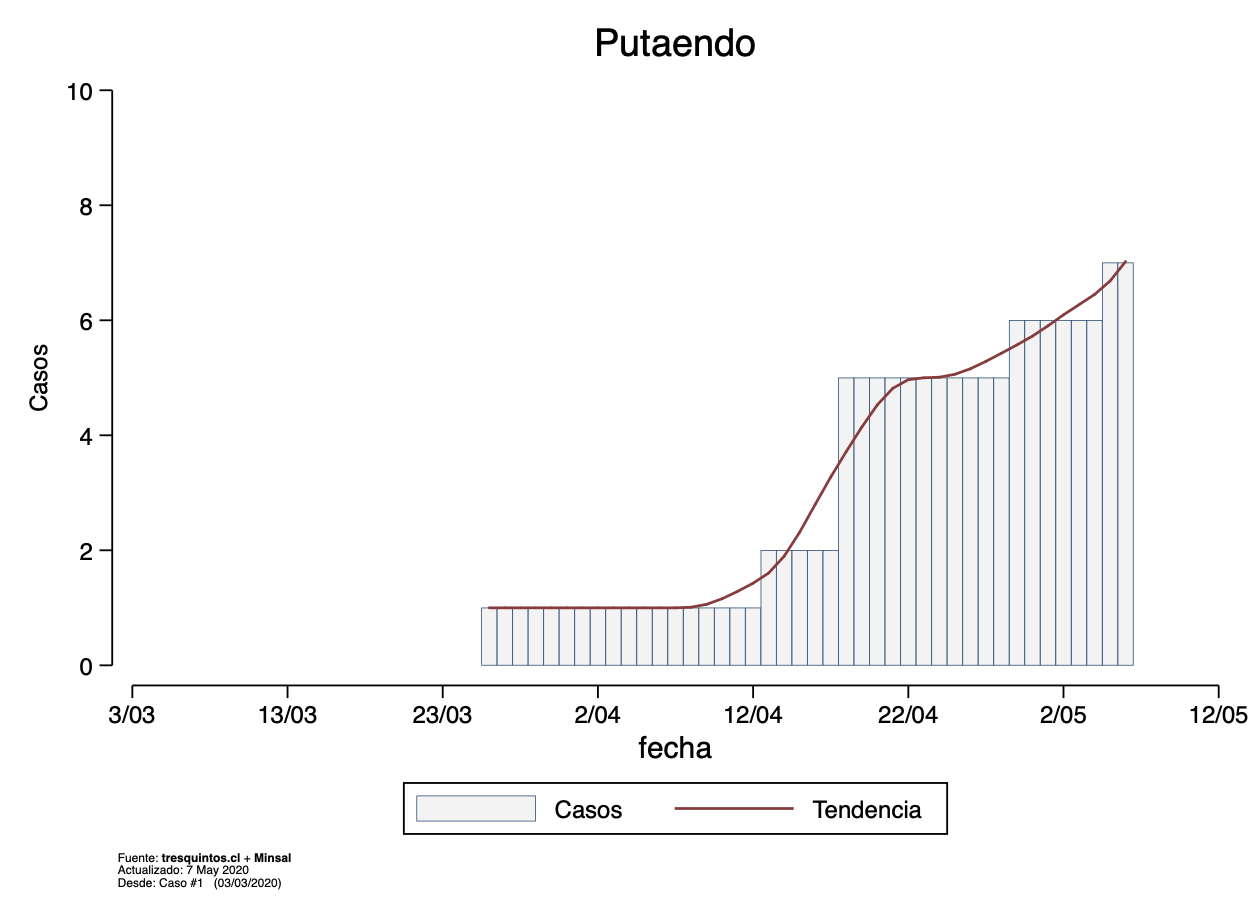 Putaendo
10
8
6
4
2
0
Casos
3/03 13/03 23/03 2/04 12/04 22/04 2/05 12/05
fecha
Casos Tendencia
Fuente: tresquintos.cl + Minsal
Actualizado: 7 May 2020
Desde: Caso #1 (03/03/2020)